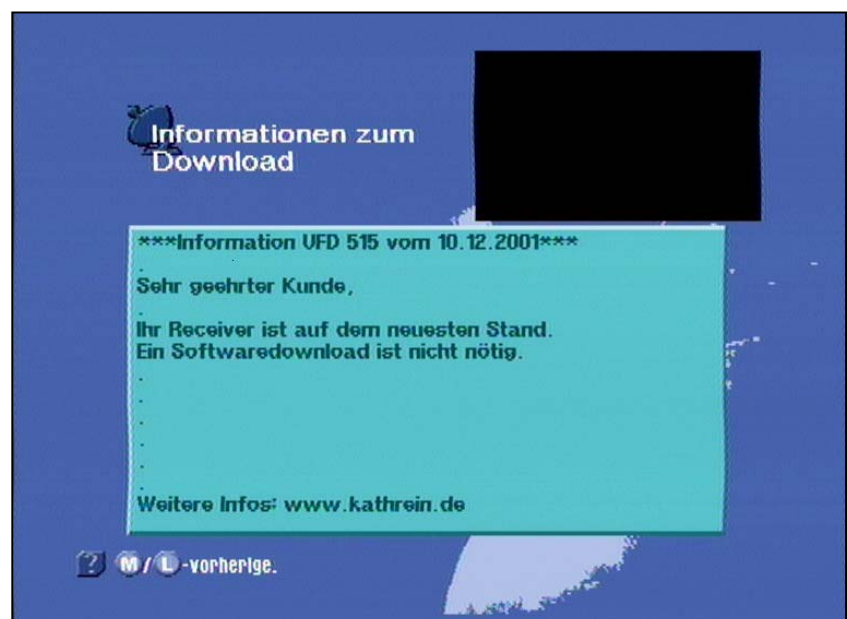 Informationen zum
Download
***Information UFD 515 vom 10.12.2001***
.
Sehr geehrter Kunde,
.
Ihr Receiver ist auf dem neuesten Stand.
Ein Softwaredownload ist nicht nötig.
.
.
.
.
.
.
Weitere Infos: www.kathrein.de
? M / L -vorherige.